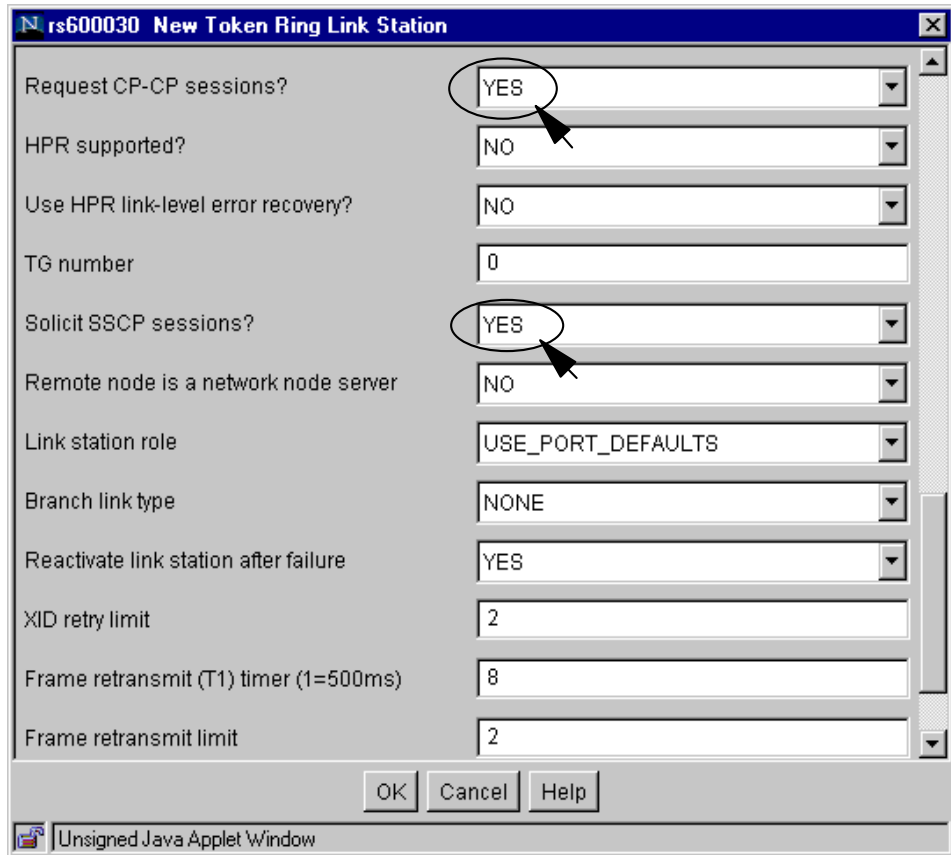 rs600030 New Token Ring Link Station
Request CP-CP sessions? YES
HPR supported? NO
Use HPR link-level error recovery? NO
TG number 0
Solicit SSCP sessions? YES
Remote node is a network node server NO
Link station role USE_PORT_DEFAULTS
Branch link type NONE
Reactivate link station after failure YES
XID retry limit 2
Frame retransmit (T1) timer (1=500ms) 8
Frame retransmit limit 2
OK Cancel Help
Unsigned Java Applet Window